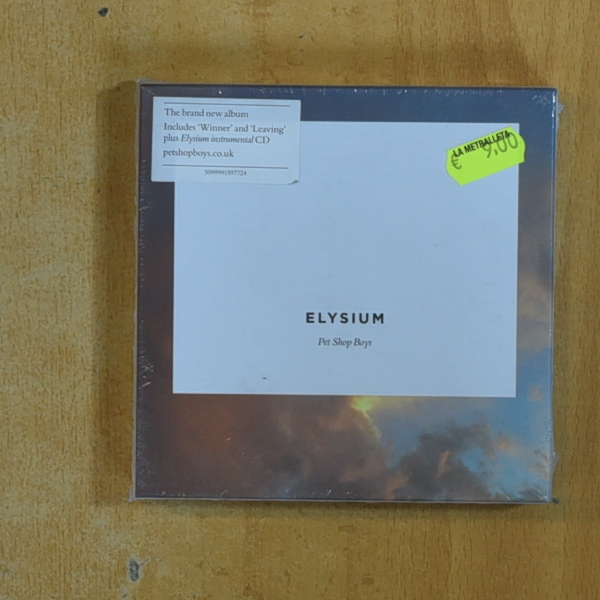 The brand new album
Includes 'Winner' and 'Leaving'
plus Elysium instrumental CD
petshopboys.co.uk
5099991597724
LA METRALLETA
€ 9,00
ELYSIUM
Pet Shop Boys